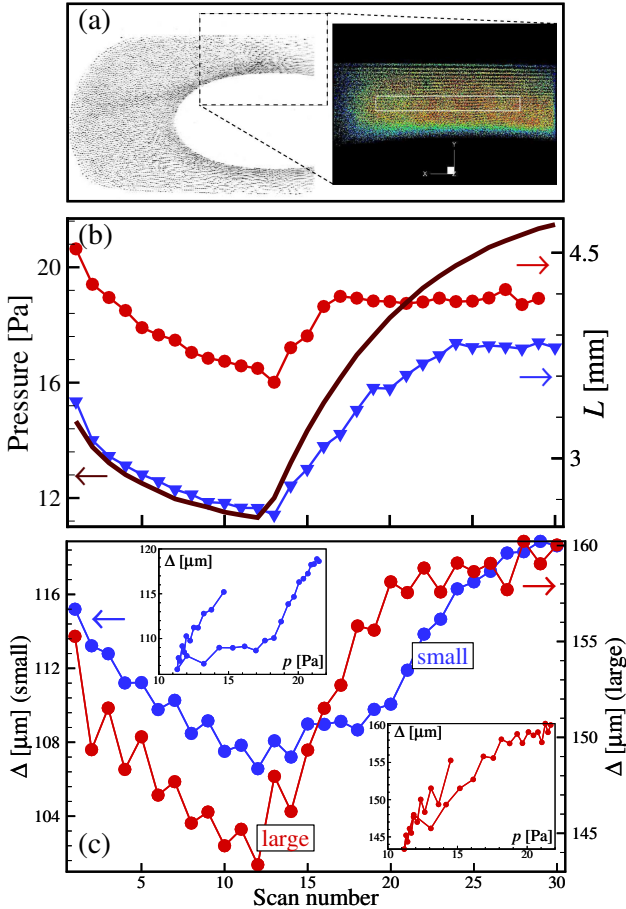 (a)
Y
X
Z
(b)
Pressure [Pa]
20
16
12
4.5
3
L [mm]
(c)
Δ [μm] (small)
116
112
108
104
120
115
110
105
10
15
20
Δ [μm]
p [Pa]
small
large
160
155
150
145
Δ [μm] (large)
160
155
150
145
10
15
20
Δ [μm]
p [Pa]
5
10
15
20
25
30
Scan number